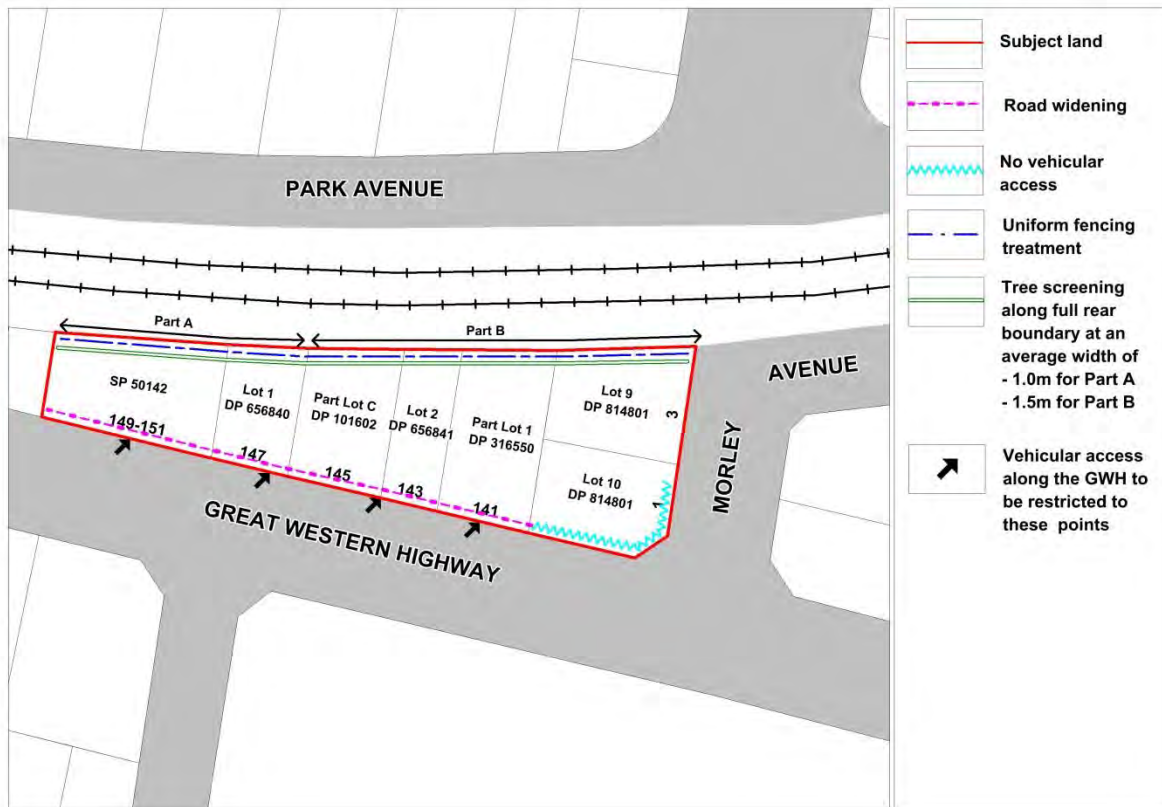 PARK AVENUE
Part A
Part B
SP 50142
Lot 1
DP 656840
Part Lot C
DP 101602
Lot 2
DP 656841
Part Lot 1
DP 316550
Lot 9
DP 814801
3
Lot 10
DP 814801
1
149-151
147
145
143
141
GREAT WESTERN HIGHWAY
MORLEY
AVENUE
Subject land
Road widening
No vehicular
access
Uniform fencing
treatment
Tree screening
along full rear
boundary at an
average width of
- 1.0m for Part A
- 1.5m for Part B
Vehicular access
along the GWH to
be restricted to
these points